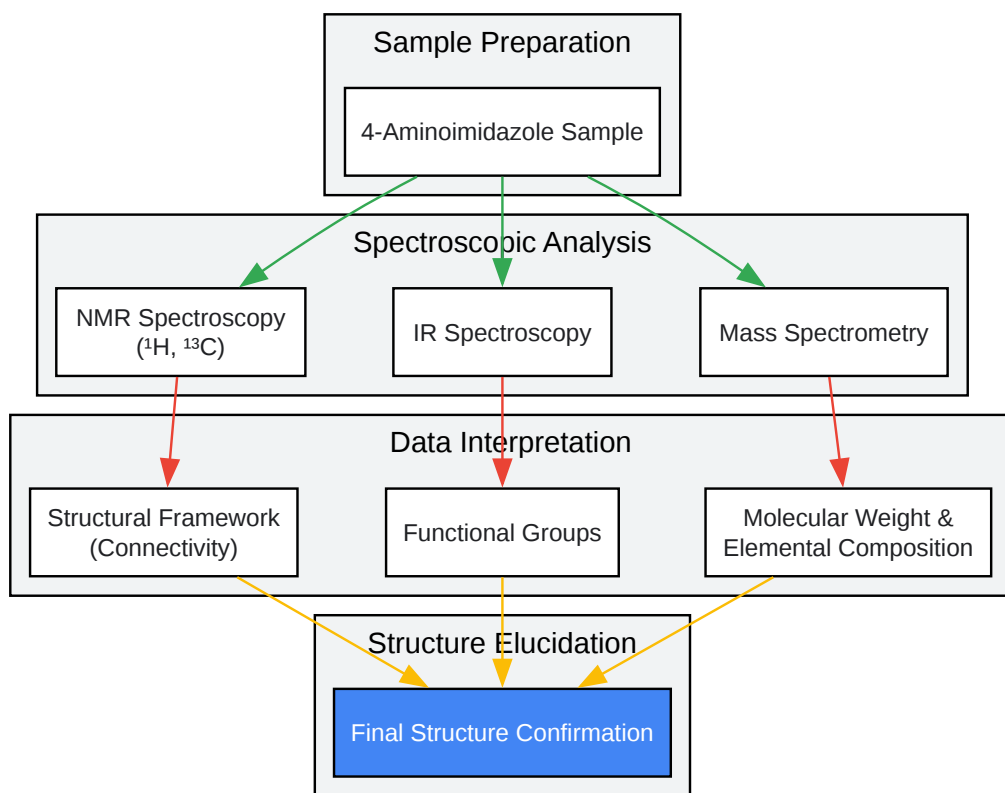 Sample Preparation
4-Aminoimidazole Sample
Spectroscopic Analysis
NMR Spectroscopy
(¹H, ¹³C)
IR Spectroscopy
Mass Spectrometry
Data Interpretation
Structural Framework
(Connectivity)
Functional Groups
Molecular Weight &
Elemental Composition
Structure Elucidation
Final Structure Confirmation